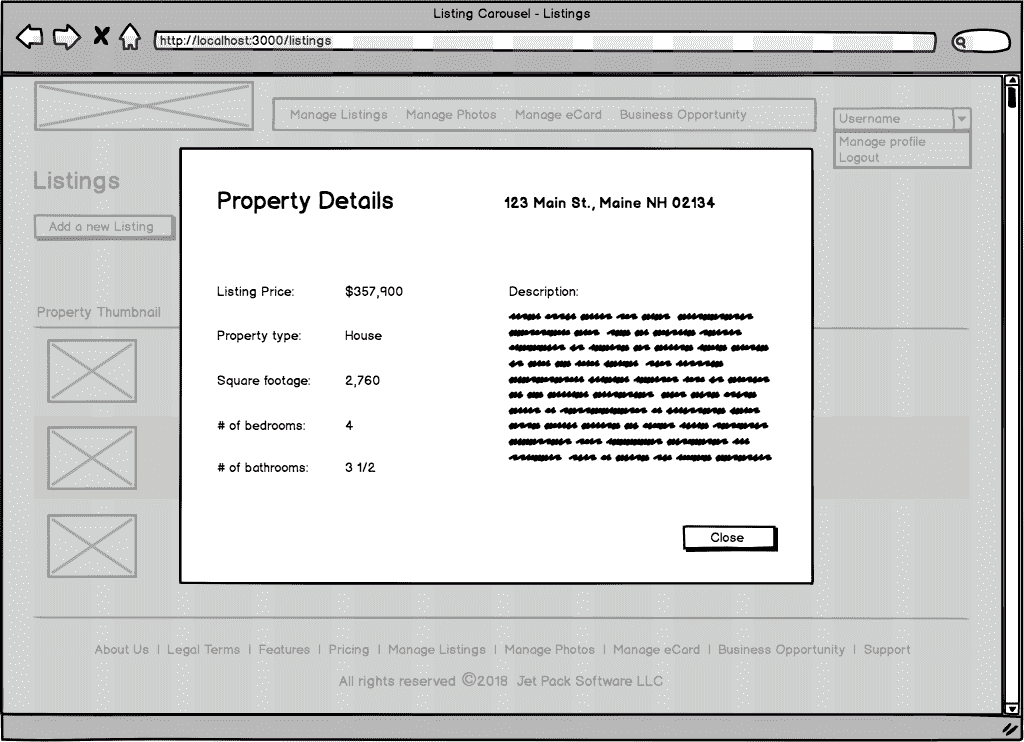 Listing Carousel - Listings
http://localhost:3000/listings
Manage Listings Manage Photos Manage eCard Business Opportunity
Username
Manage profile
Logout
Listings
Add a new Listing
Property Thumbnail
Property Details
123 Main St., Maine NH 02134
Listing Price: $357,900
Property type: House
Square footage: 2,760
# of bedrooms: 4
# of bathrooms: 3 1/2
Description:
Close
About Us | Legal Terms | Features | Pricing | Manage Listings | Manage Photos | Manage eCard | Business Opportunity | Support
All rights reserved ©2018 Jet Pack Software LLC